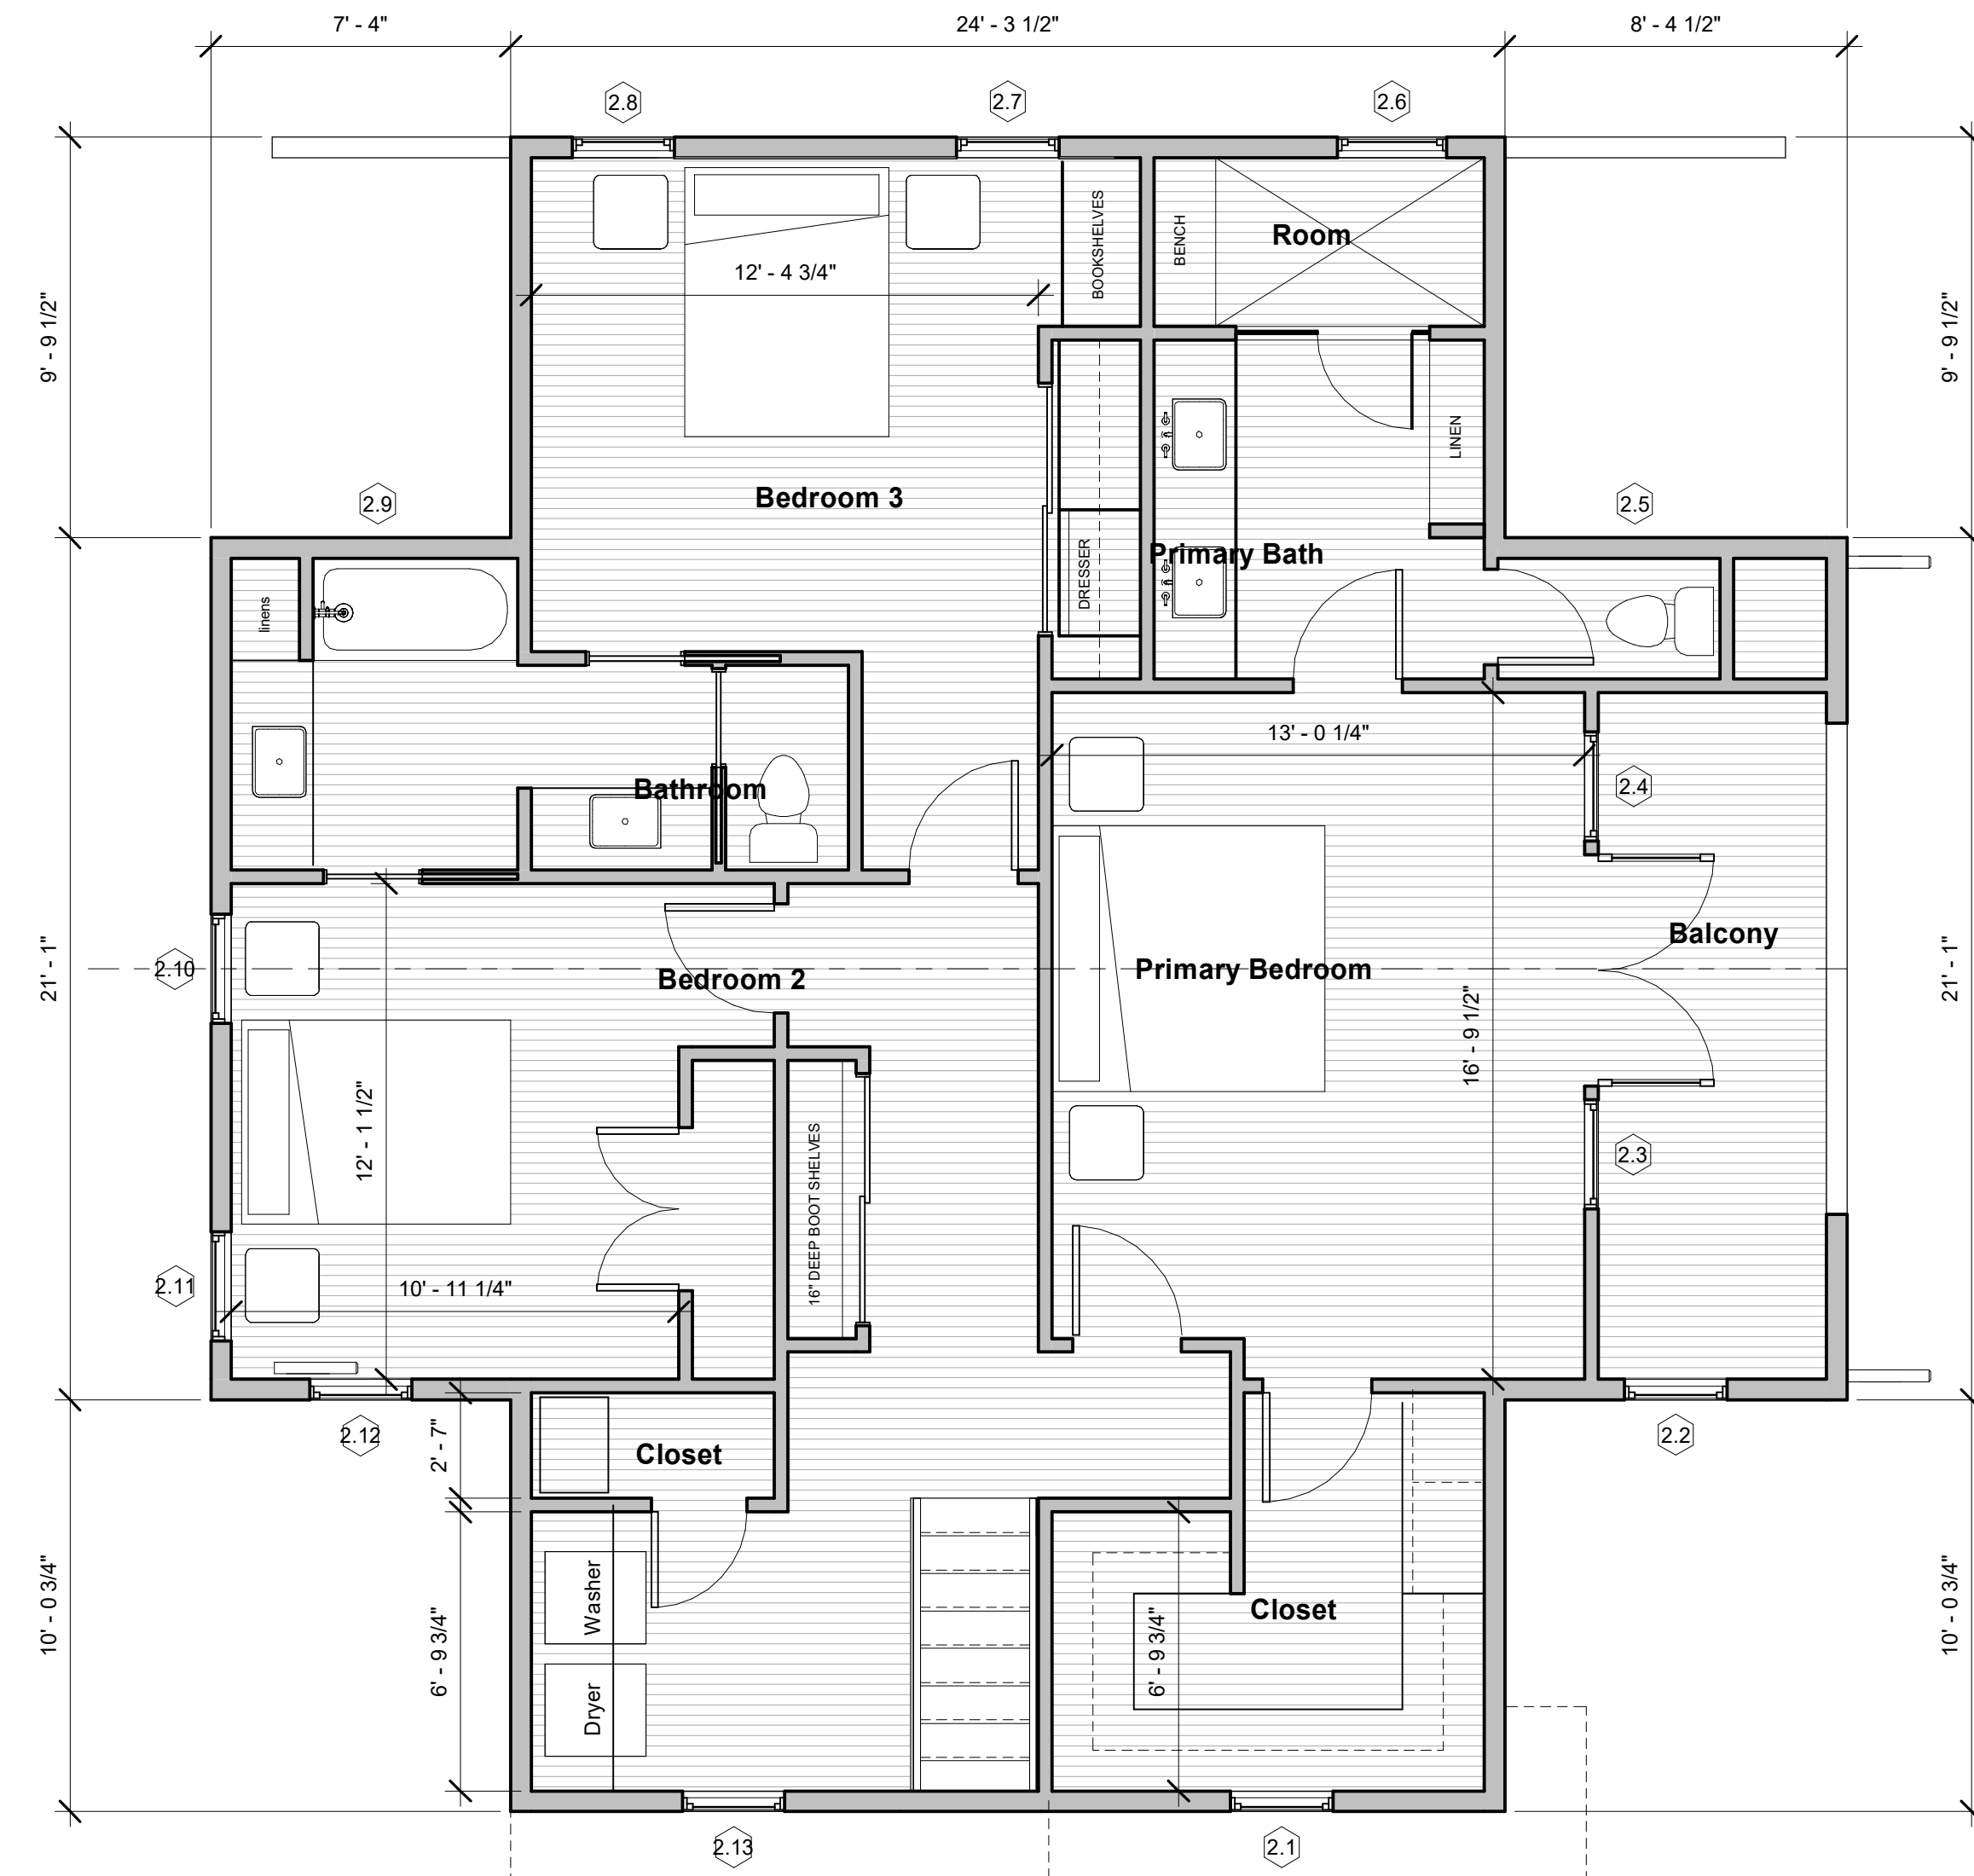 7' - 4"
24' - 3 1/2"
8' - 4 1/2"
2.8
2.7
2.6
BOOKSHELVES
BENCH
Room
12' - 4 3/4"
9' - 9 1/2"
9' - 9 1/2"
LINEN
Bedroom 3
2.9
2.5
Primary Bath
DRESSER
linens
13' - 0 1/4"
2.4
Bathroom
Balcony
2.10
Bedroom 2
Primary Bedroom
21' - 1"
21' - 1"
16' - 9 1/2"
12' - 1 1/2"
2.3
16" DEEP BOOT SHELVES
2.11
10' - 11 1/4"
2.12
2' - 7"
Closet
2.2
10' - 0 3/4"
6' - 9 3/4"
Washer
Dryer
Closet
6' - 9 3/4"
10' - 0 3/4"
2.13
2.1